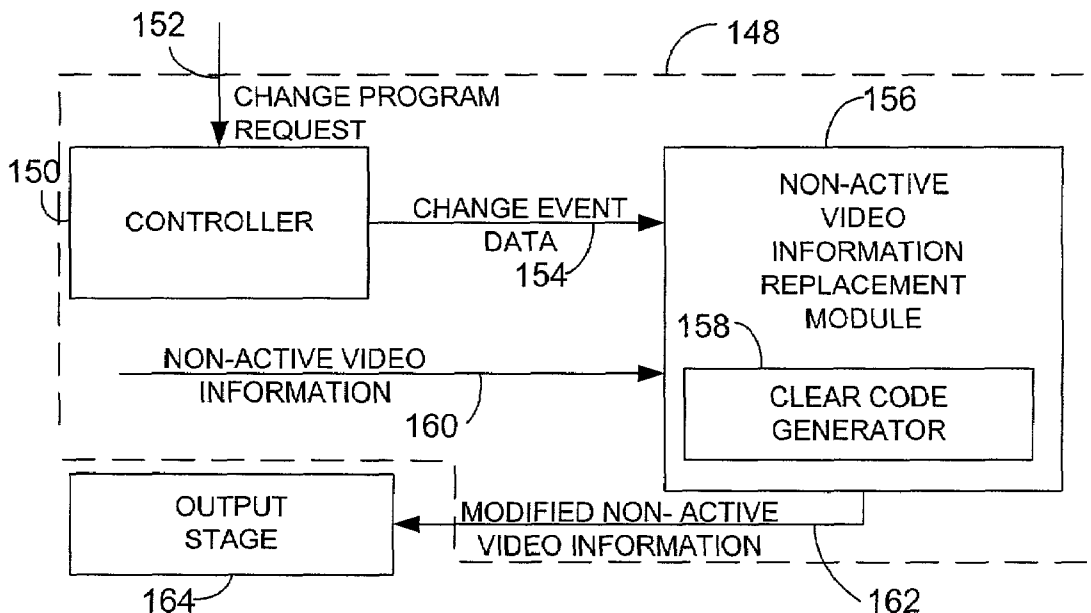 152
148
CHANGE PROGRAM
REQUEST
156
150
CONTROLLER
CHANGE EVENT
DATA
154
NON-ACTIVE
VIDEO
INFORMATION
REPLACEMENT
MODULE
158
NON-ACTIVE VIDEO
INFORMATION
160
CLEAR CODE
GENERATOR
OUTPUT
STAGE
MODIFIED NON- ACTIVE
VIDEO INFORMATION
164
162